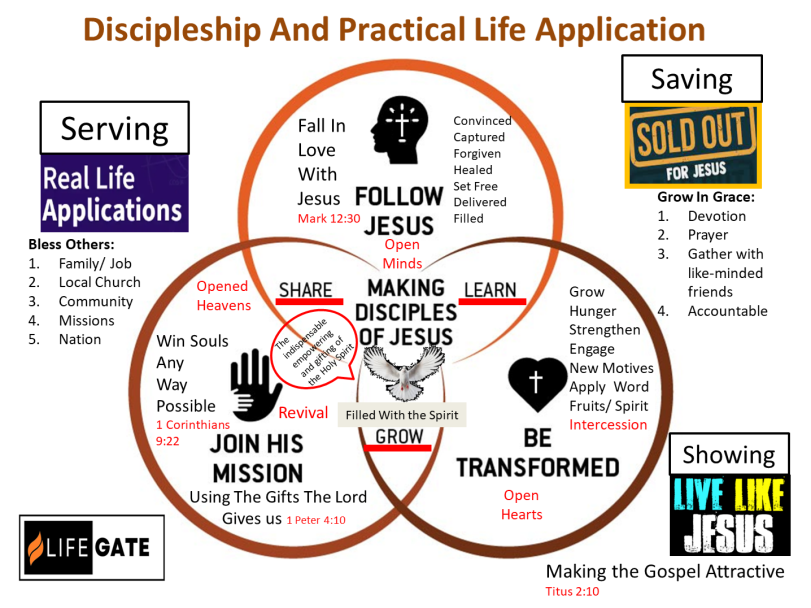 Discipleship And Practical Life Application
Serving
Real Life
Applications
Bless Others:
1. Family/ Job
2. Local Church
3. Community
4. Missions
5. Nation
Fall In
Love
With
Jesus
Mark 12:30
FOLLOW
JESUS
Open
Minds
Convinced
Captured
Forgiven
Healed
Set Free
Delivered
Filled
Saving
SOLD OUT
FOR JESUS
Grow In Grace:
1. Devotion
2. Prayer
3. Gather with
like-minded
friends
4. Accountable
Opened
Heavens
SHARE
MAKING
DISCIPLES
OF JESUS
LEARN
The
indispensable
empowering
and gifting of
the Holy Spirit
Filled With the Spirit
GROW
Win Souls
Any
Way
Possible
1 Corinthians
9:22
Revival
JOIN HIS
MISSION
Using The Gifts The Lord
Gives us 1 Peter 4:10
Grow
Hunger
Strengthen
Engage
New Motives
Apply Word
Fruits/ Spirit
Intercession
BE
TRANSFORMED
Open
Hearts
Showing
LIVE LIKE
JESUS
Making the Gospel Attractive
Titus 2:10
LIFE GATE